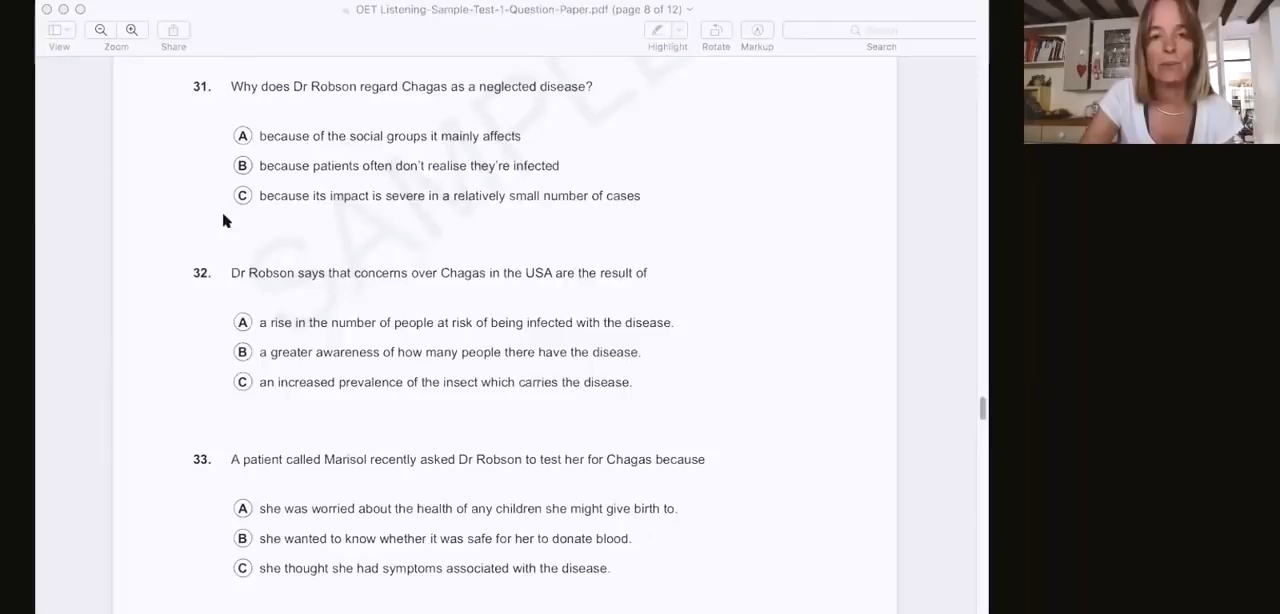 OET Listening-Sample-Test-1-Question-Paper.pdf (page 8 of 12)
View
Zoom
Share
Highlight
Rotate
Markup
Search
Search
SAMPLE
31. Why does Dr Robson regard Chagas as a neglected disease?
A because of the social groups it mainly affects
B because patients often don't realise they're infected
C because its impact is severe in a relatively small number of cases
32. Dr Robson says that concerns over Chagas in the USA are the result of
A a rise in the number of people at risk of being infected with the disease.
B a greater awareness of how many people there have the disease.
C an increased prevalence of the insect which carries the disease.
33. A patient called Marisol recently asked Dr Robson to test her for Chagas because
A she was worried about the health of any children she might give birth to.
B she wanted to know whether it was safe for her to donate blood.
C she thought she had symptoms associated with the disease.